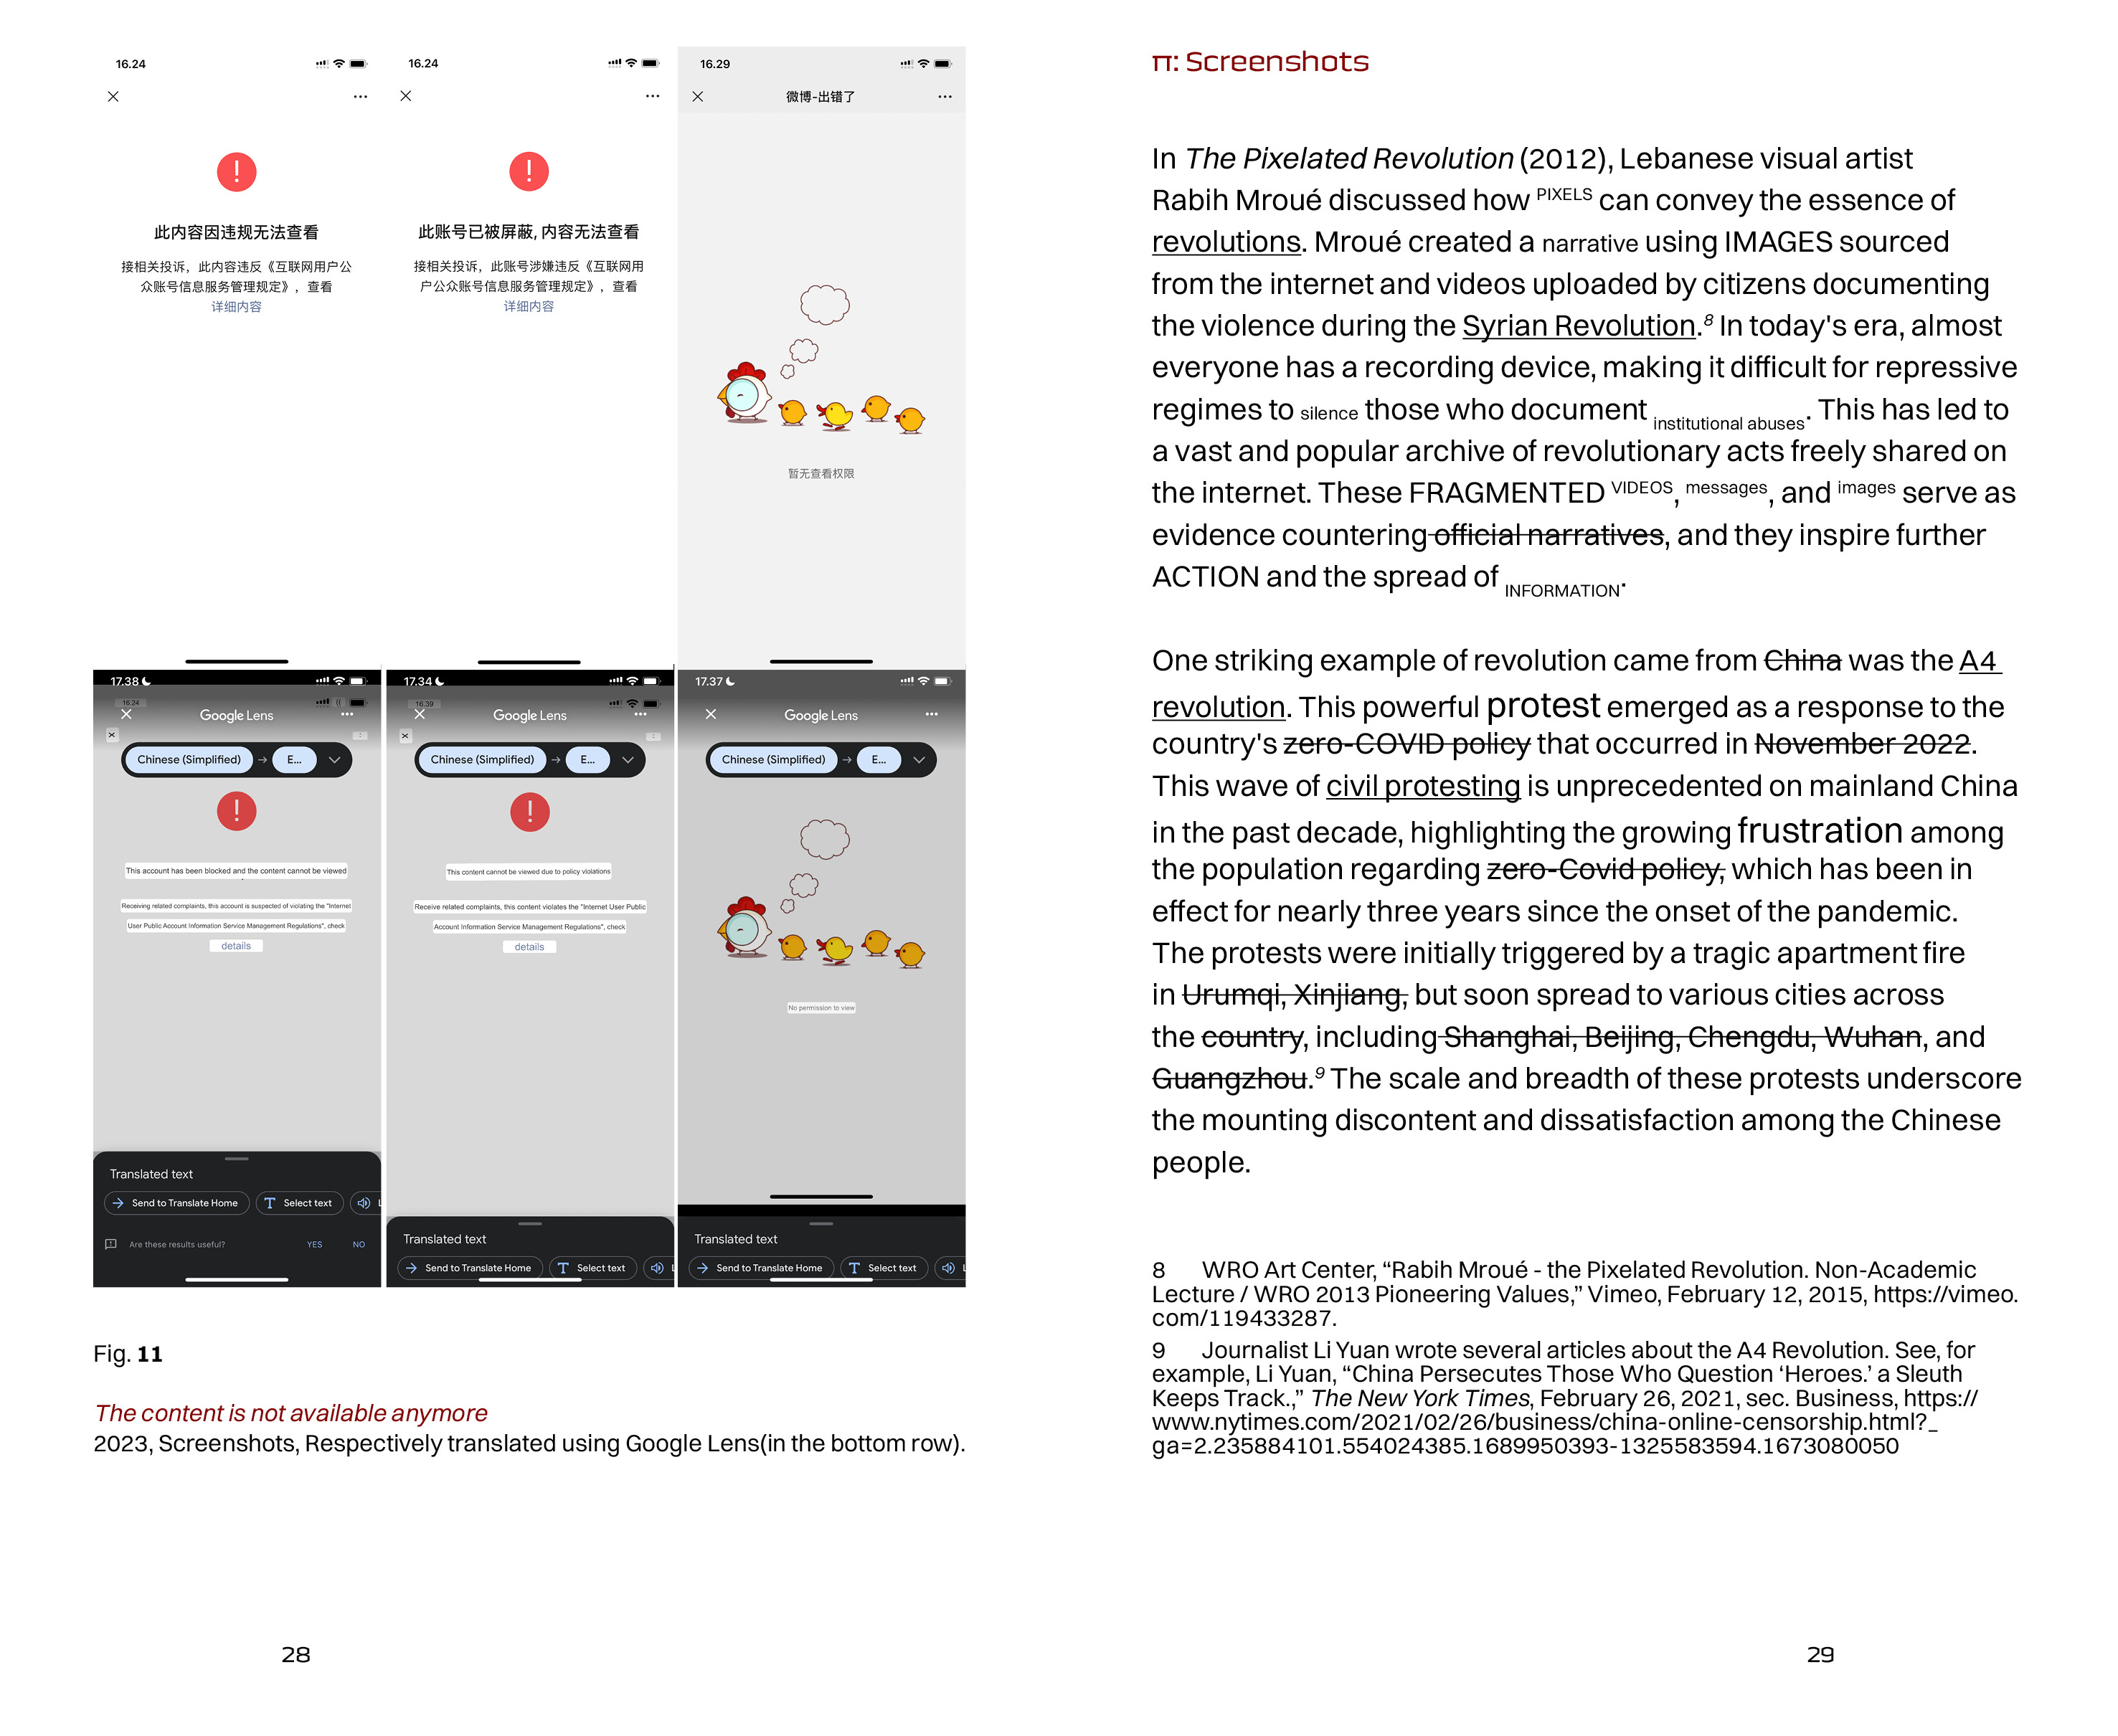 16.24
此内容因违规无法查看
接相关投诉，此内容违反《互联网用户公
众账号信息服务管理规定》，查看
详细内容
16.24
此账号已被屏蔽, 内容无法查看
接相关投诉，此账号涉嫌违反《互联网用
户公众账号信息服务管理规定》，查看
详细内容
16.29
微博-出错了
暂无查看权限
17.38
16.24
Google Lens
Chinese (Simplified) → E...
This account has been blocked and the content cannot be viewed
Receiving related complaints, this account is suspected of violating the "Internet
User Public Account Information Service Management Regulations", check
details
Translated text
Send to Translate Home
Select text
L
Are these results useful?
YES
NO
17.34
16.39
Google Lens
Chinese (Simplified) → E...
This content cannot be viewed due to policy violations
Receive related complaints, this content violates the "Internet User Public
Account Information Service Management Regulations", check
details
Translated text
Send to Translate Home
Select text
L
17.37
Google Lens
Chinese (Simplified) → E...
No permission to view
Translated text
Send to Translate Home
Select text
L
Fig. 11
The content is not available anymore
2023, Screenshots, Respectively translated using Google Lens(in the bottom row).
28
π: Screenshots
In The Pixelated Revolution (2012), Lebanese visual artist
Rabih Mroué discussed how PIXELS can convey the essence of
revolutions. Mroué created a narrative using IMAGES sourced
from the internet and videos uploaded by citizens documenting
the violence during the Syrian Revolution.8 In today's era, almost
everyone has a recording device, making it difficult for repressive
regimes to silence those who document institutional abuses. This has led to
a vast and popular archive of revolutionary acts freely shared on
the internet. These FRAGMENTED VIDEOS, messages, and images serve as
evidence countering official narratives, and they inspire further
ACTION and the spread of INFORMATION.
One striking example of revolution came from China was the A4
revolution. This powerful protest emerged as a response to the
country's zero-COVID policy that occurred in November 2022.
This wave of civil protesting is unprecedented on mainland China
in the past decade, highlighting the growing frustration among
the population regarding zero-Covid policy, which has been in
effect for nearly three years since the onset of the pandemic.
The protests were initially triggered by a tragic apartment fire
in Urumqi, Xinjiang, but soon spread to various cities across
the country, including Shanghai, Beijing, Chengdu, Wuhan, and
Guangzhou.9 The scale and breadth of these protests underscore
the mounting discontent and dissatisfaction among the Chinese
people.
8 WRO Art Center, “Rabih Mroué - the Pixelated Revolution. Non-Academic
Lecture / WRO 2013 Pioneering Values,” Vimeo, February 12, 2015, https://vimeo.
com/119433287.
9 Journalist Li Yuan wrote several articles about the A4 Revolution. See, for
example, Li Yuan, “China Persecutes Those Who Question ‘Heroes.’ a Sleuth
Keeps Track.,” The New York Times, February 26, 2021, sec. Business, https://
www.nytimes.com/2021/02/26/business/china-online-censorship.html?_
ga=2.235884101.554024385.1689950393-1325583594.1673080050
29